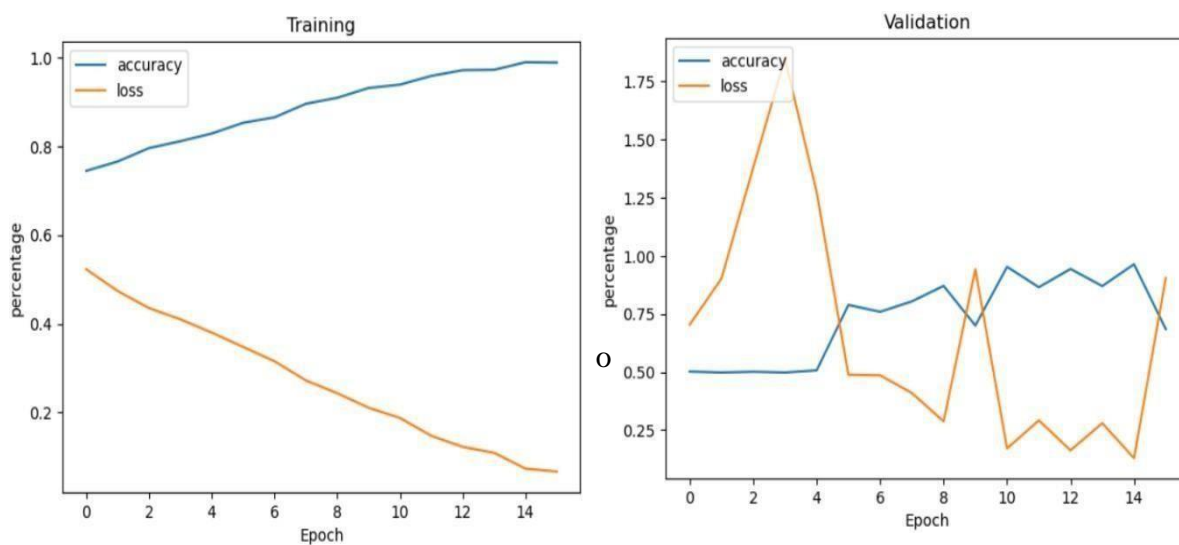 Training
accuracy
loss
1.0
0.8
0.6
0.4
0.2
percentage
0 2 4 6 8 10 12 14
Epoch
o
Validation
accuracy
loss
1.75
1.50
1.25
1.00
0.75
0.50
0.25
percentage
0 2 4 6 8 10 12 14
Epoch